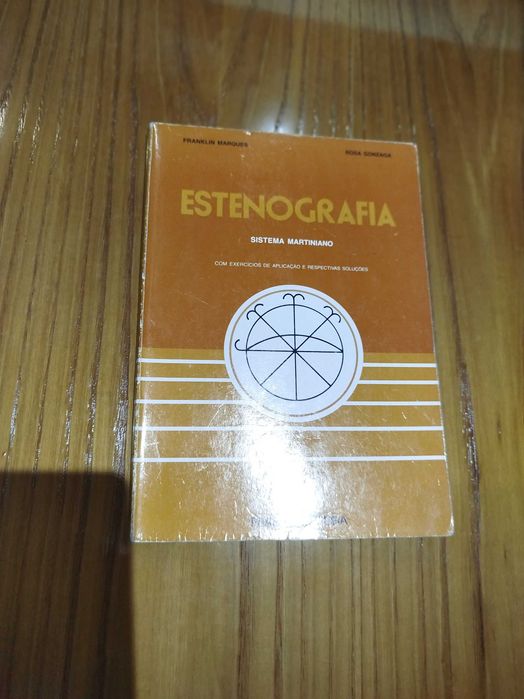 FRANKLIN MARQUES
ROSA GONZAGA
ESTENOGRAFIA
SISTEMA MARTINIANO
COM EXERCÍCIOS DE APLICAÇÃO E RESPECTIVAS SOLUÇÕES